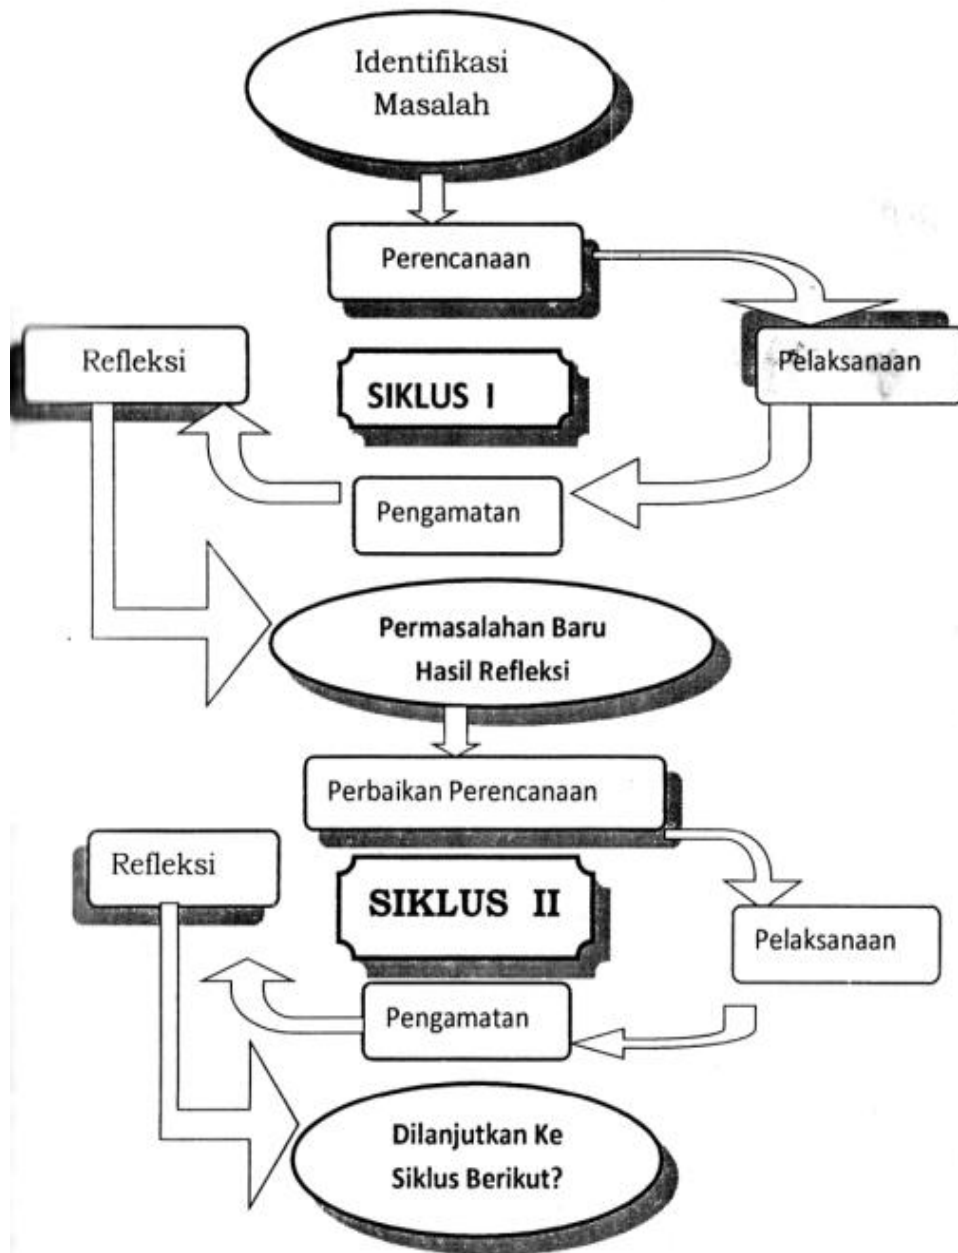 Identifikasi
Masalah
Perencanaan
Refleksi
SIKLUS I
Pelaksanaan
Pengamatan
Permasalahan Baru
Hasil Refleksi
Perbaikan Perencanaan
Refleksi
SIKLUS II
Pelaksanaan
Pengamatan
Dilanjutkan Ke
Siklus Berikut?